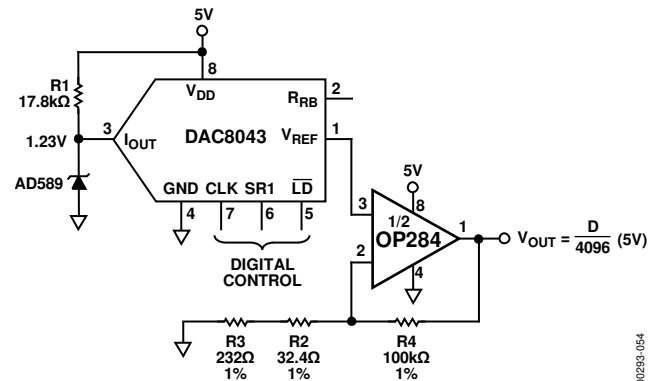 5V
R1
17.8kΩ
8
VDD
RRB
2
1.23V
3
IOUT
DAC8043
VREF
1
AD589
GND CLK SR1 LD
4
7
6
5
DIGITAL
CONTROL
5V
3
8
1/2
OP284
1
VOUT = D/4096 (5V)
2
4
R3
232Ω
1%
R2
32.4Ω
1%
R4
100kΩ
1%
00293-054